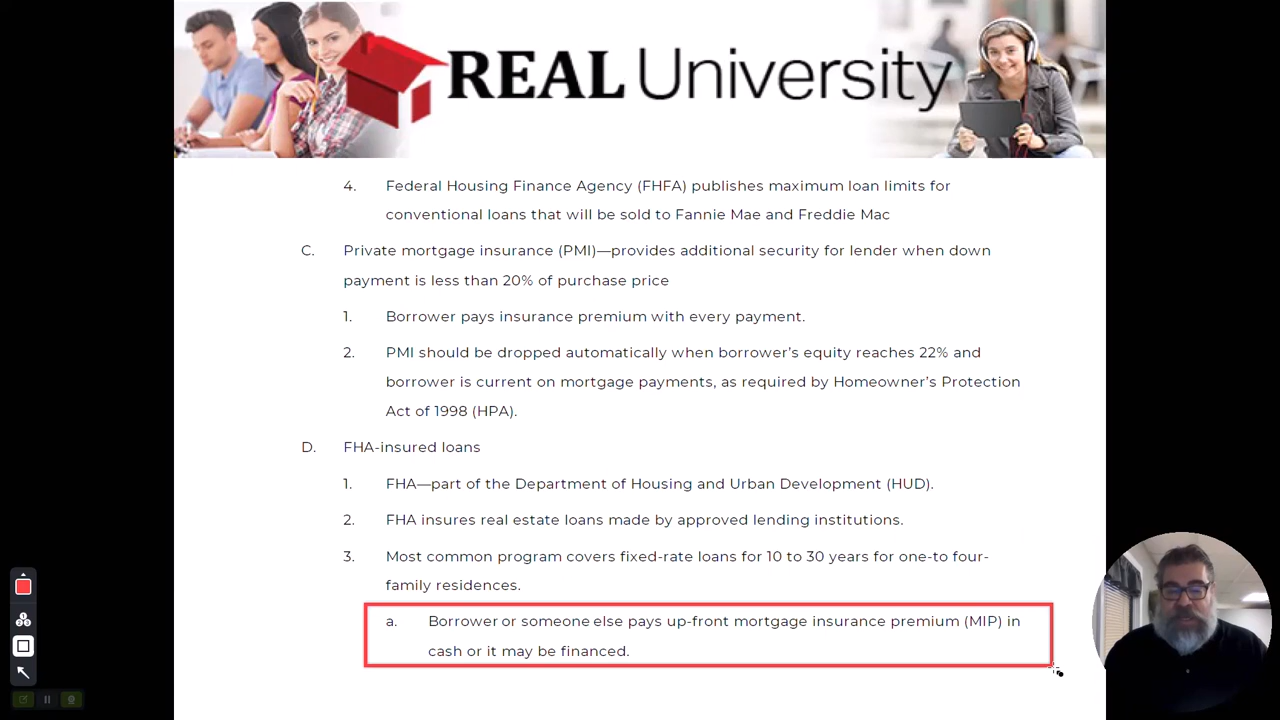 REAL University
4. Federal Housing Finance Agency (FHFA) publishes maximum loan limits for
conventional loans that will be sold to Fannie Mae and Freddie Mac
C. Private mortgage insurance (PMI)—provides additional security for lender when down
payment is less than 20% of purchase price
1. Borrower pays insurance premium with every payment.
2. PMI should be dropped automatically when borrower’s equity reaches 22% and
borrower is current on mortgage payments, as required by Homeowner’s Protection
Act of 1998 (HPA).
D. FHA-insured loans
1. FHA—part of the Department of Housing and Urban Development (HUD).
2. FHA insures real estate loans made by approved lending institutions.
3. Most common program covers fixed-rate loans for 10 to 30 years for one-to four-
family residences.
a. Borrower or someone else pays up-front mortgage insurance premium (MIP) in
cash or it may be financed.